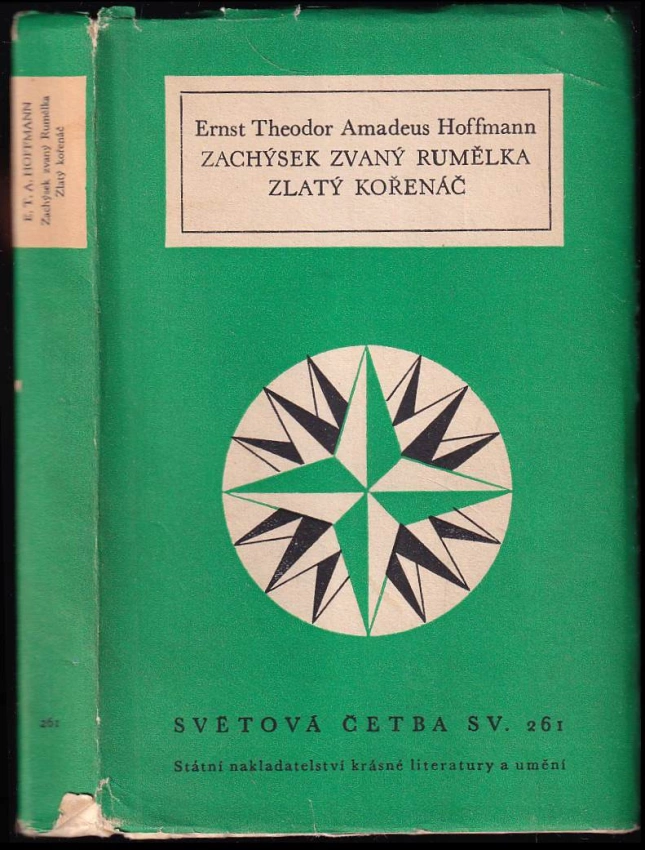 E. T. A. HOFFMANN
Zachýsek zvaný Rumělka
Zlatý kořenáč
261
Ernst Theodor Amadeus Hoffmann
ZACHÝSEK ZVANÝ RUMĚLKA
ZLATÝ KOŘENÁČ
SVĚTOVÁ ČETBA SV. 261
Státní nakladatelství krásné literatury a umění